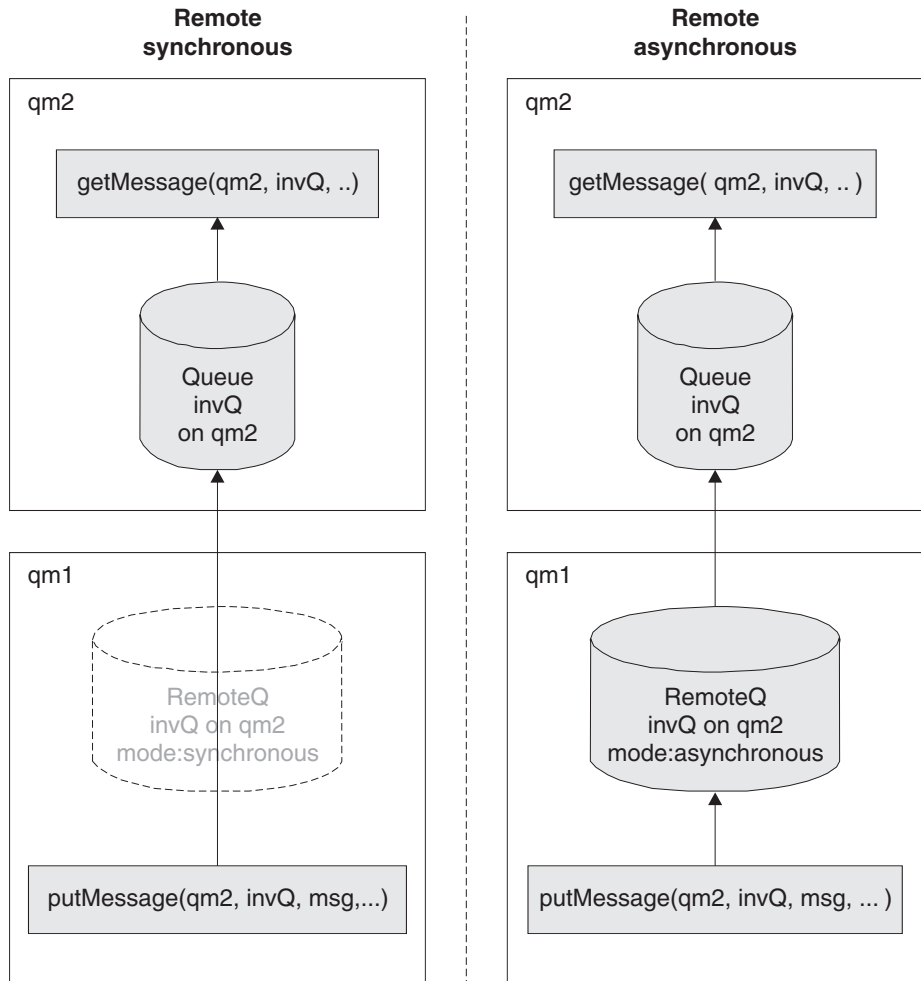 Remote
synchronous
qm2
getMessage(qm2, invQ, ..)
Queue
invQ
on qm2
qm1
RemoteQ
invQ on qm2
mode:synchronous
putMessage(qm2, invQ, msg,...)
Remote
asynchronous
qm2
getMessage( qm2, invQ, .. )
Queue
invQ
on qm2
qm1
RemoteQ
invQ on qm2
mode:asynchronous
putMessage(qm2, invQ, msg, ... )